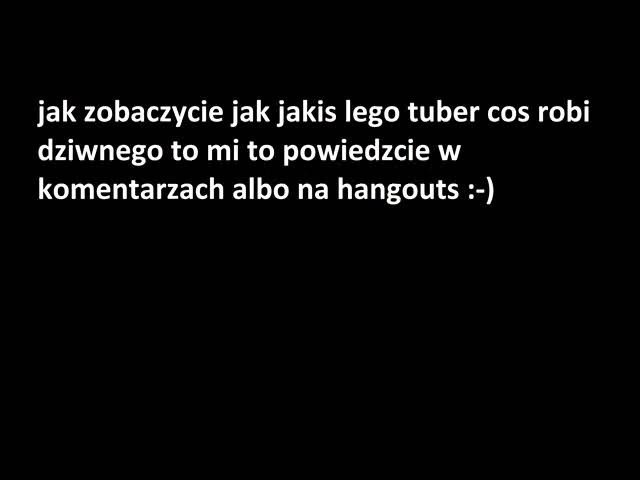 jak zobaczycie jak jakis lego tuber cos robi
dziwnego to mi to powiedzcie w
komentarzach albo na hangouts :-)